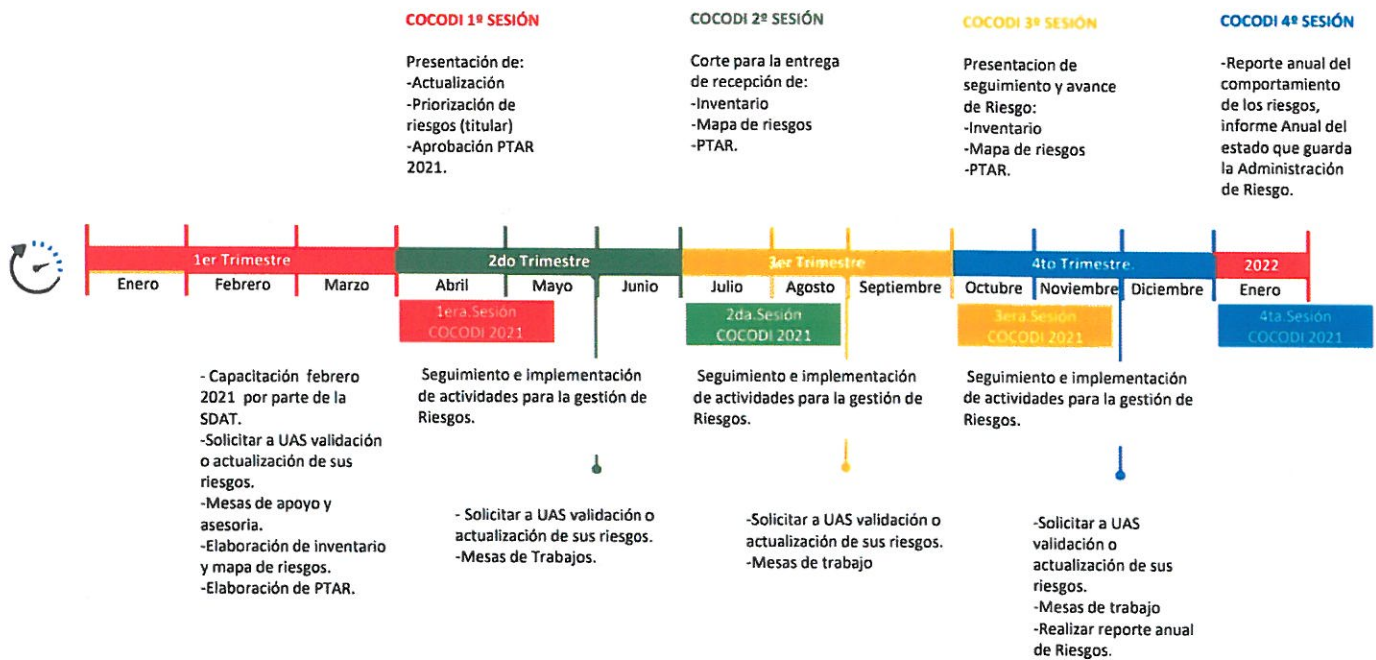 COCODI 1º SESIÓN
Presentación de:
-Actualización
-Priorización de
riesgos (titular)
-Aprobación PTAR
2021.
COCODI 2º SESIÓN
Corte para la entrega
de recepción de:
-Inventario
-Mapa de riesgos
-PTAR.
COCODI 3º SESIÓN
Presentacion de
seguimiento y avance
de Riesgo:
-Inventario
-Mapa de riesgos
-PTAR.
COCODI 4º SESIÓN
-Reporte anual del
comportamiento
de los riesgos,
informe Anual del
estado que guarda
la Administración
de Riesgo.
1er Trimestre
2do Trimestre
3er Trimestre
4to Trimestre.
2022
Enero
Febrero
Marzo
Abril
Mayo
Junio
Julio
Agosto
Septiembre
Octubre
Noviembre
Diciembre
Enero
1era.Sesión
COCODI 2021
2da.Sesión
COCODI 2021
3era.Sesión
COCODI 2021
4ta.Sesión
COCODI 2021
- Capacitación febrero
2021 por parte de la
SDAT.
-Solicitar a UAS validación
o actualización de sus
riesgos.
-Mesas de apoyo y
asesoria.
-Elaboración de inventario
y mapa de riesgos.
-Elaboración de PTAR.
Seguimiento e implementación
de actividades para la gestión de
Riesgos.
- Solicitar a UAS validación o
actualización de sus riesgos.
-Mesas de Trabajos.
Seguimiento e implementación
de actividades para la gestión de
Riesgos.
-Solicitar a UAS validación o
actualización de sus riesgos.
-Mesas de trabajo
Seguimiento e implementación
de actividades para la gestión de
Riesgos.
-Solicitar a UAS
validación o
actualización de sus
riesgos.
-Mesas de trabajo
-Realizar reporte anual
de Riesgos.